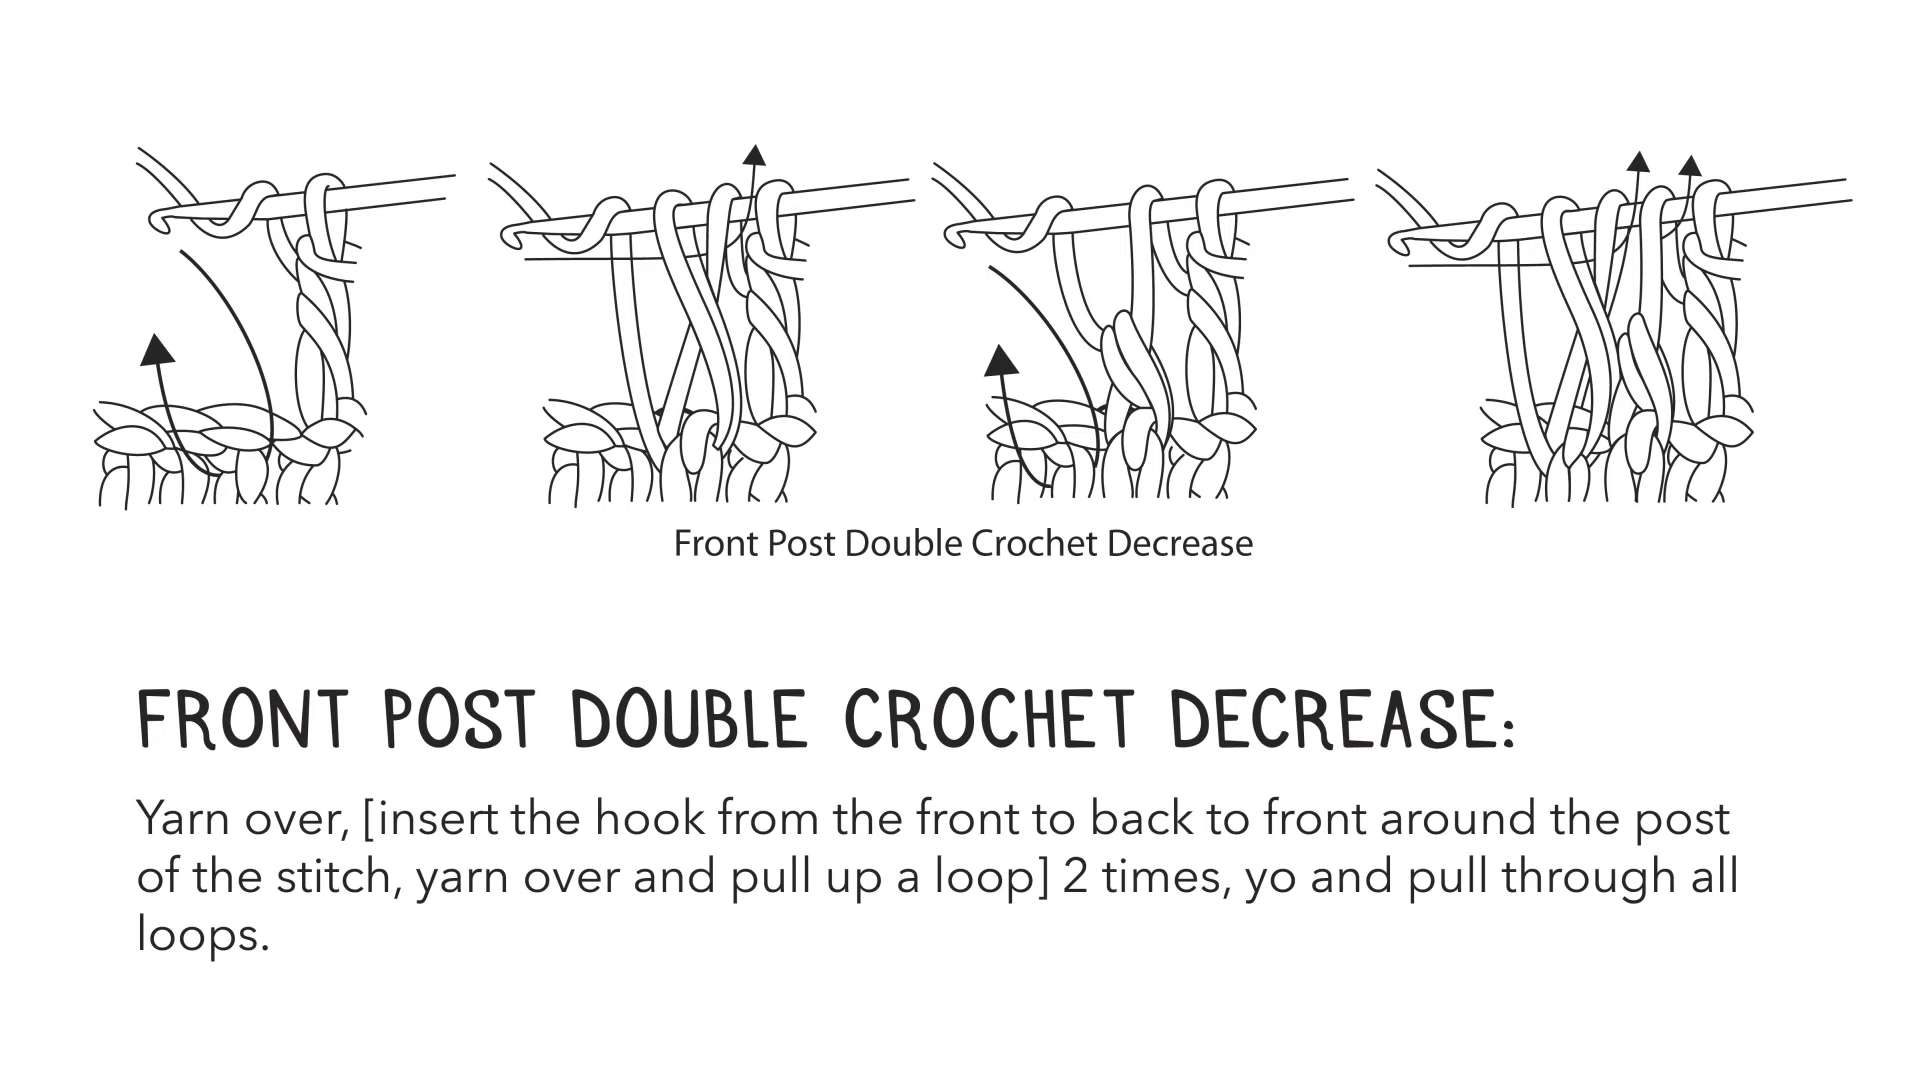 Front Post Double Crochet Decrease
FRONT POST DOUBLE CROCHET DECREASE:
Yarn over, [insert the hook from the front to back to front around the post
of the stitch, yarn over and pull up a loop] 2 times, yo and pull through all
loops.